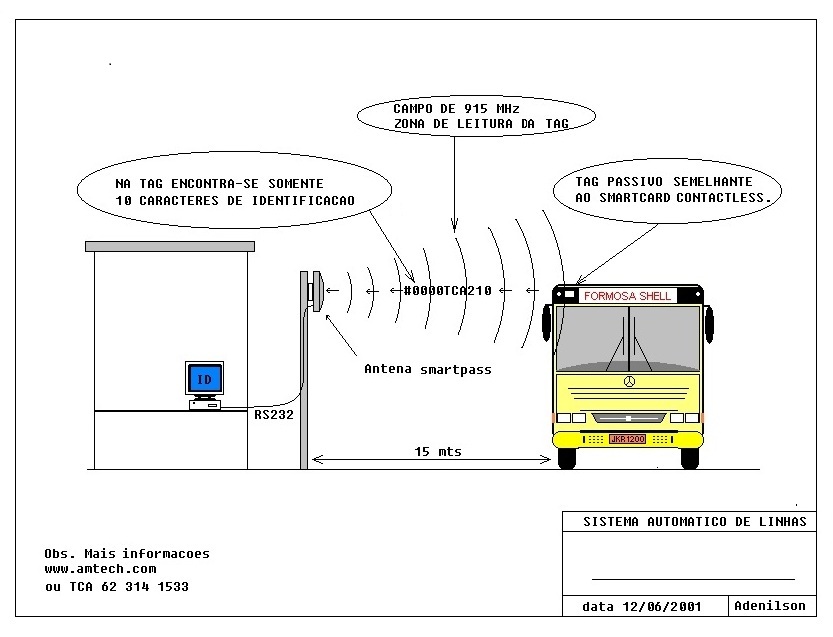 CAMPO DE 915 MHz
ZONA DE LEITURA DA TAG
NA TAG ENCONTRA-SE SOMENTE
10 CARACTERES DE IDENTIFICACAO
TAG PASSIVO SEMELHANTE
AO SMARTCARD CONTACTLESS.
#0000TCA210
FORMOSA SHELL
Antena smartpass
ID
RS232
JKR1200
15 mts
SISTEMA AUTOMATICO DE LINHAS
Obs. Mais informacoes
www.amtech.com
ou TCA 62 314 1533
data 12/06/2001
Adenilson